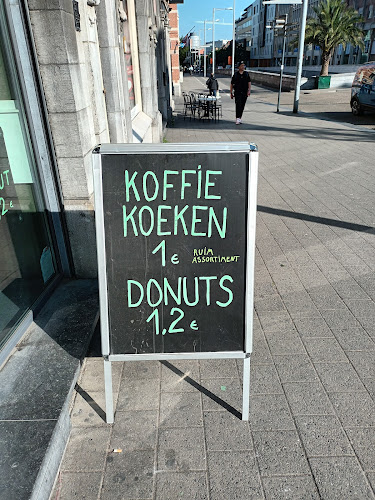 KOFFIE
KOEKEN
1 €
RUIM
ASSORTIMENT
DONUTS
1,2 €